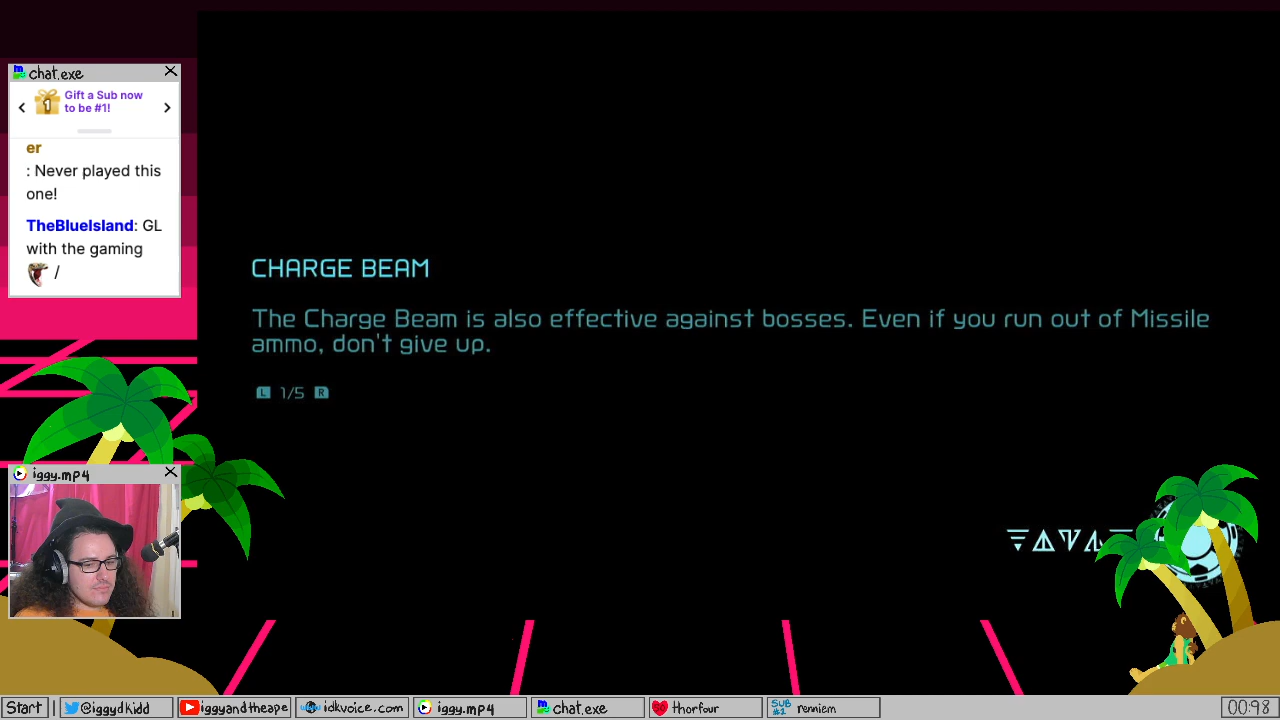 chat.exe
Gift a Sub now
to be #1!
1
er
: Never played this
one!
TheBlueIsland: GL
with the gaming
/
CHARGE BEAM
The Charge Beam is also effective against bosses. Even if you run out of Missile
ammo, don't give up.
L 1/5 R
iggy.mp4
Start
@iggydkidd
iggyandtheape
idkvoice.com
iggy.mp4
chat.exe
thorfour
SUB #2 remiem
00:98